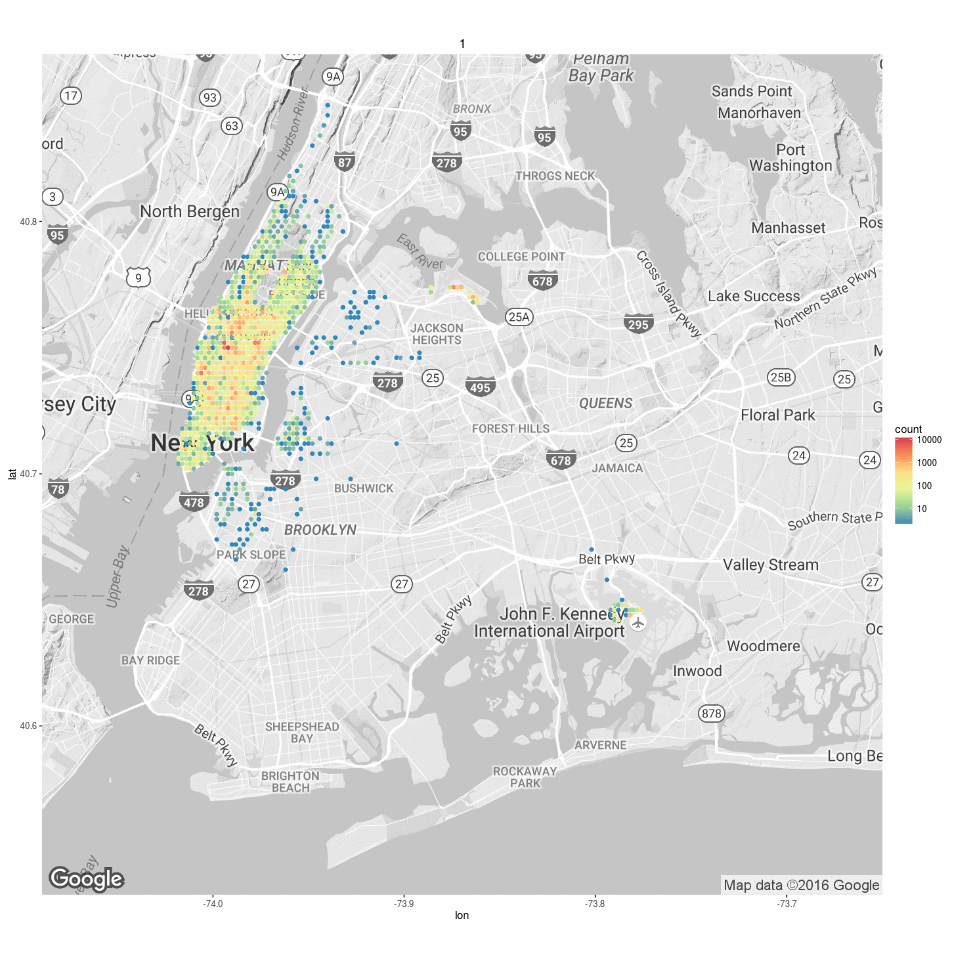 1
Pelham
Bay Park
9A
17
93
63
BRONX
95
95
Sands Point
Manorhaven
Hudson River
87
278
Port
Washington
ord
THROGS NECK
3
9A
North Bergen
40.8
95
Manhasset
Ros
East River
COLLEGE POINT
9
678
Cross Island Pkwy
Lake Success
Northern State Pkwy
25A
295
JACKSON
HEIGHTS
278
25
495
25B
25
rsey City
QUEENS
Floral Park
G
FOREST HILLS
25
New York
count
10000
1000
100
10
678
24
24
lat
40.7
JAMAICA
78
278
BUSHWICK
478
BROOKLYN
Southern State P
PARK SLOPE
Belt Pkwy
Valley Stream
Upper Bay
278
27
27
27
GEORGE
Belt Pkwy
John F. Kennedy
International Airport
Woodmere
BAY RIDGE
Inwood
878
40.6
Belt Pkwy
SHEEPSHEAD
BAY
ARVERNE
Long Be
BRIGHTON
BEACH
ROCKAWAY
PARK
Google
Map data ©2016 Google
-74.0
-73.9
-73.8
-73.7
lon